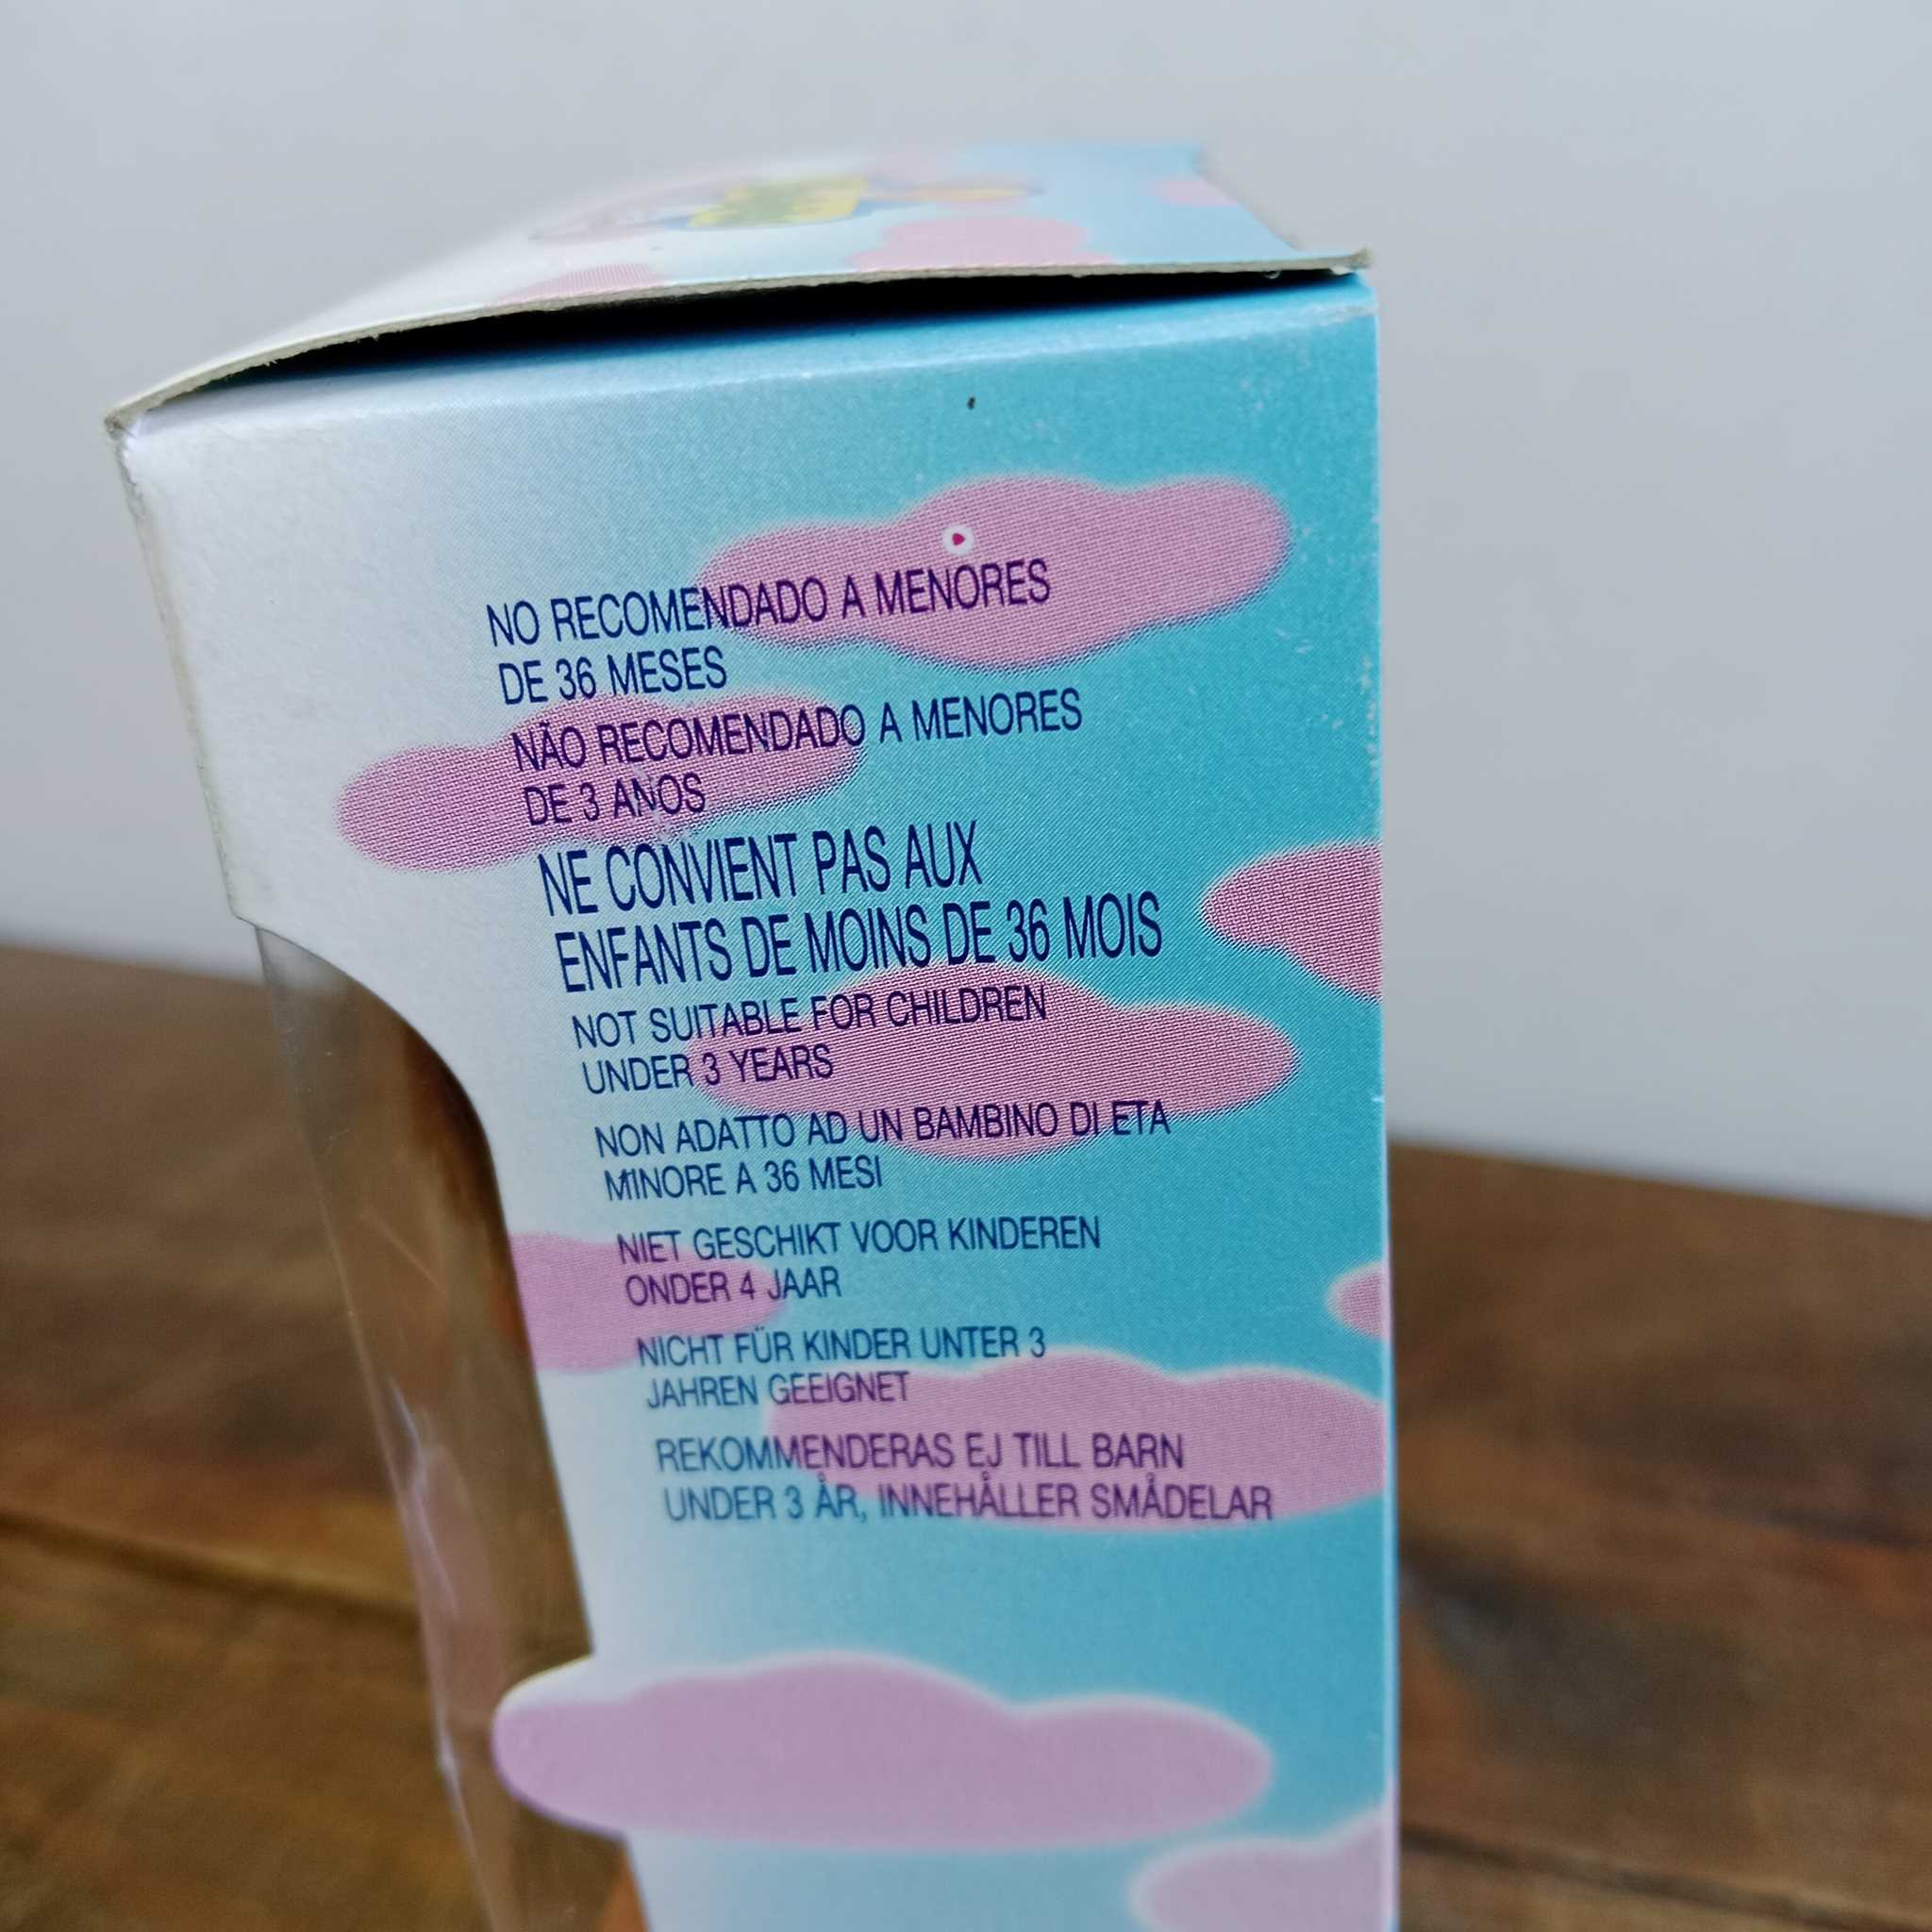 NO RECOMENDADO A MENORES
DE 36 MESES
NÃO RECOMENDADO A MENORES
DE 3 ANOS
NE CONVIENT PAS AUX
ENFANTS DE MOINS DE 36 MOIS
NOT SUITABLE FOR CHILDREN
UNDER 3 YEARS
NON ADATTO AD UN BAMBINO DI ETA
MINORE A 36 MESI
NIET GESCHIKT VOOR KINDEREN
ONDER 4 JAAR
NICHT FÜR KINDER UNTER 3
JAHREN GEEIGNET
REKOMMENDERAS EJ TILL BARN
UNDER 3 ÅR, INNEHÅLLER SMÅDELAR